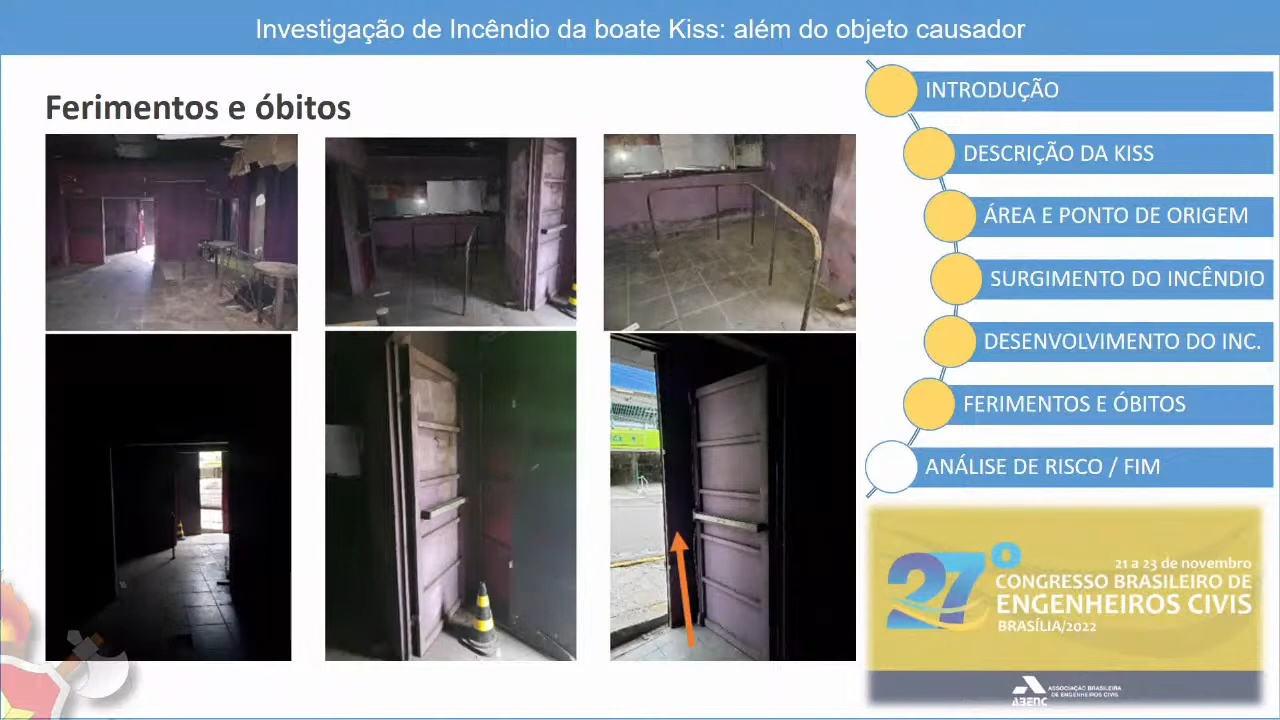 Investigação de Incêndio da boate Kiss: além do objeto causador
Ferimentos e óbitos
INTRODUÇÃO
DESCRIÇÃO DA KISS
ÁREA E PONTO DE ORIGEM
SURGIMENTO DO INCÊNDIO
DESENVOLVIMENTO DO INC.
FERIMENTOS E ÓBITOS
ANÁLISE DE RISCO / FIM
27º
21 a 23 de novembro
CONGRESSO BRASILEIRO DE
ENGENHEIROS CIVIS
BRASÍLIA/2022
ABENC
ASSOCIAÇÃO BRASILEIRA
DE ENGENHEIROS CIVIS